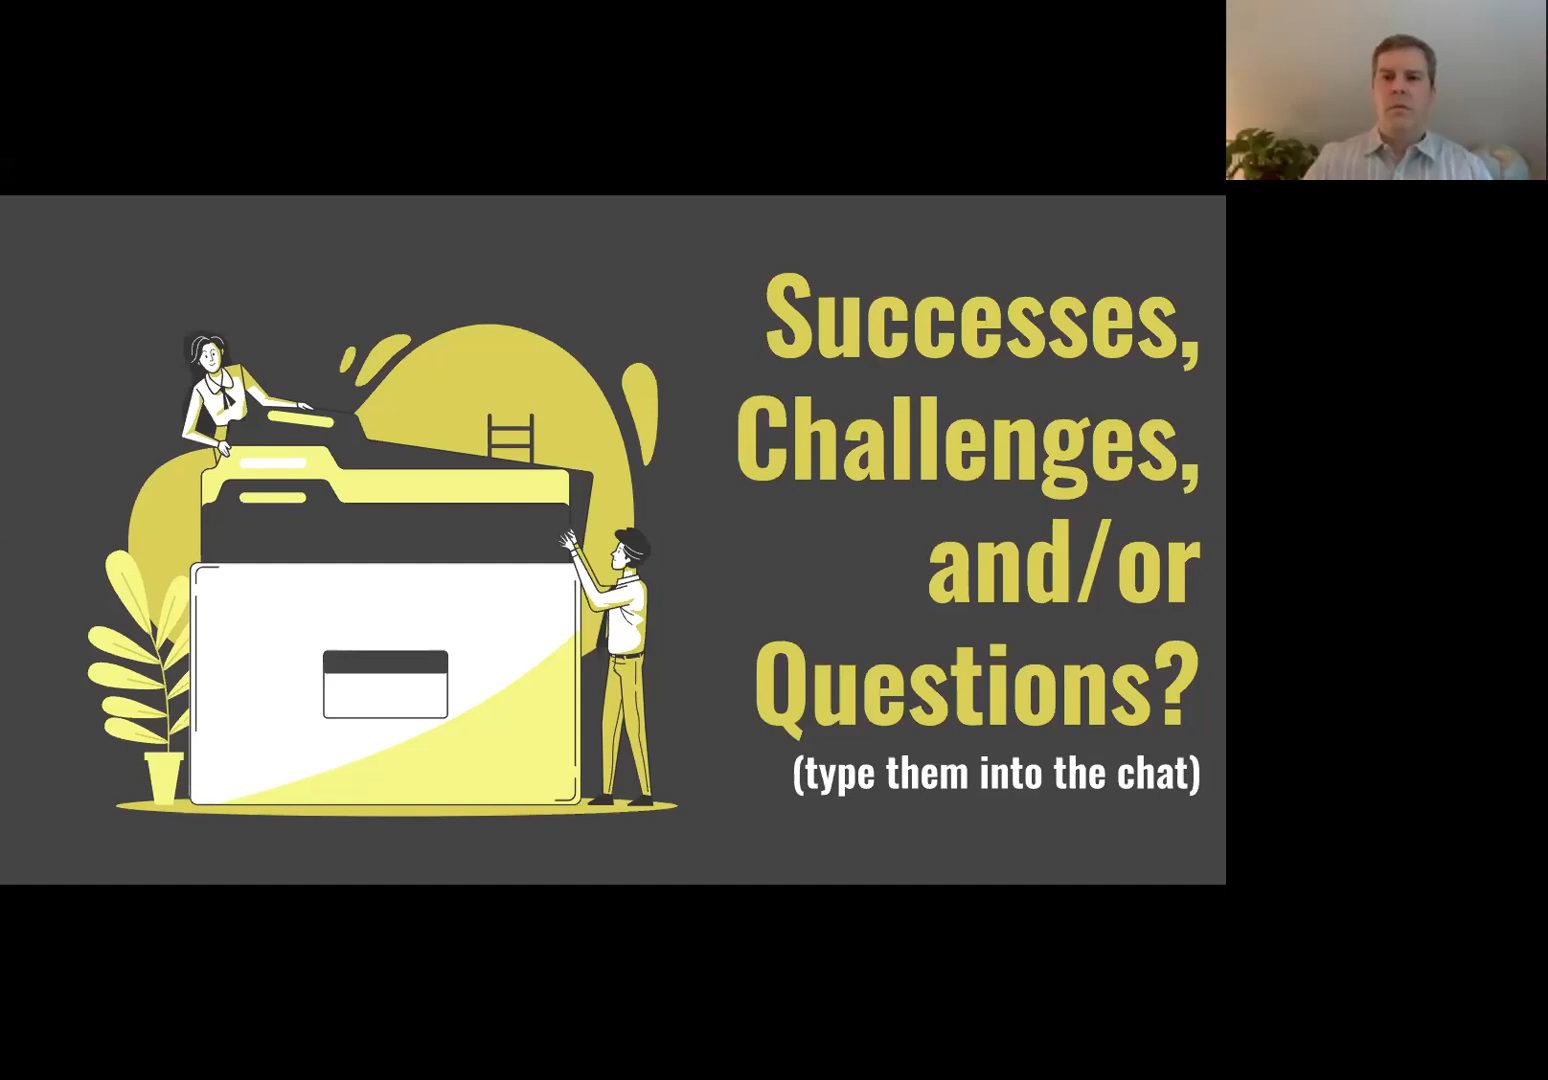 Successes,
Challenges,
and/or
Questions?
(type them into the chat)